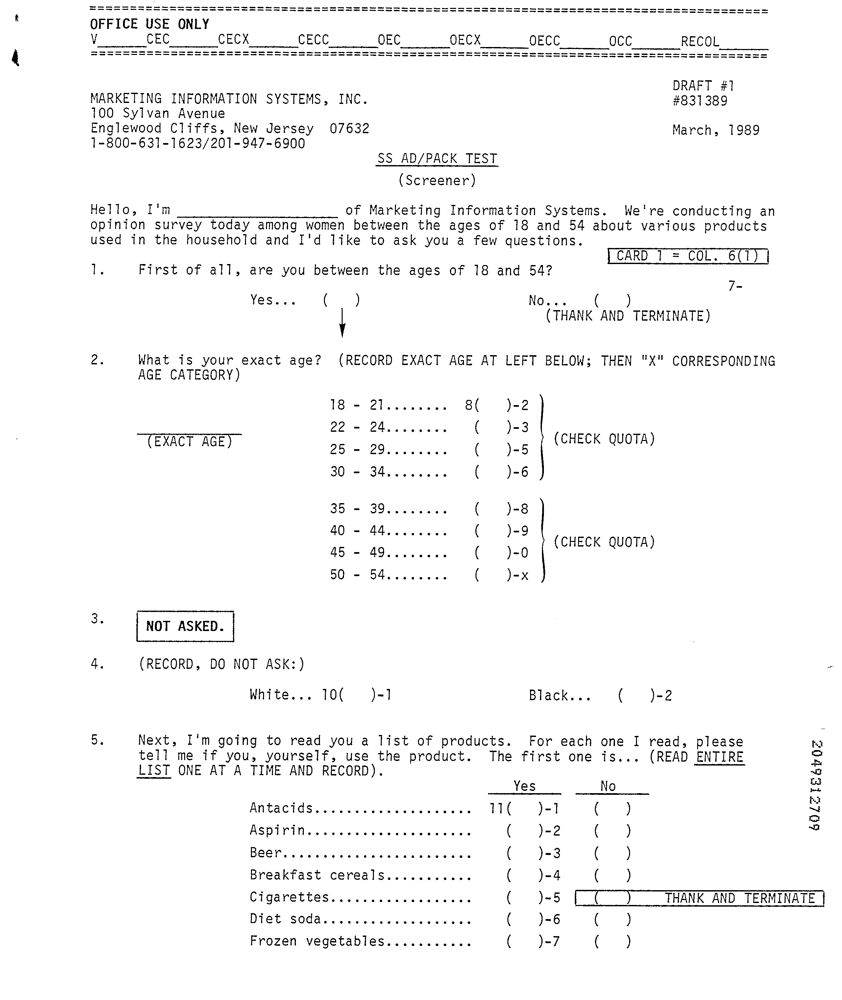 OFFICE USE ONLY
V______CEC______CECX______CECC______OEC______OECX______OECC______OCC______RECOL______
DRAFT #1
MARKETING INFORMATION SYSTEMS, INC. #831389
100 Sylvan Avenue
Englewood Cliffs, New Jersey 07632 March, 1989
1-800-631-1623/201-947-6900
SS AD/PACK TEST
(Screener)
Hello, I'm ____________________ of Marketing Information Systems. We're conducting an
opinion survey today among women between the ages of 18 and 54 about various products
used in the household and I'd like to ask you a few questions.
CARD 1 = COL. 6(1)
1. First of all, are you between the ages of 18 and 54?
7-
Yes... ( ) No... ( )
(THANK AND TERMINATE)
2. What is your exact age? (RECORD EXACT AGE AT LEFT BELOW; THEN "X" CORRESPONDING
AGE CATEGORY)
18 - 21........ 8( )-2
22 - 24........ ( )-3
(EXACT AGE) (CHECK QUOTA)
25 - 29........ ( )-5
30 - 34........ ( )-6
35 - 39........ ( )-8
40 - 44........ ( )-9
(CHECK QUOTA)
45 - 49........ ( )-0
50 - 54........ ( )-x
3. NOT ASKED.
4. (RECORD, DO NOT ASK:)
White... 10( )-1 Black... ( )-2
5. Next, I'm going to read you a list of products. For each one I read, please
tell me if you, yourself, use the product. The first one is... (READ ENTIRE
LIST ONE AT A TIME AND RECORD).
Yes No
Antacids.................... 11( )-1 ( )
Aspirin..................... ( )-2 ( )
Beer........................ ( )-3 ( )
Breakfast cereals........... ( )-4 ( )
Cigarettes.................. ( )-5 ( ) THANK AND TERMINATE
Diet soda................... ( )-6 ( )
Frozen vegetables........... ( )-7 ( )
2049312709